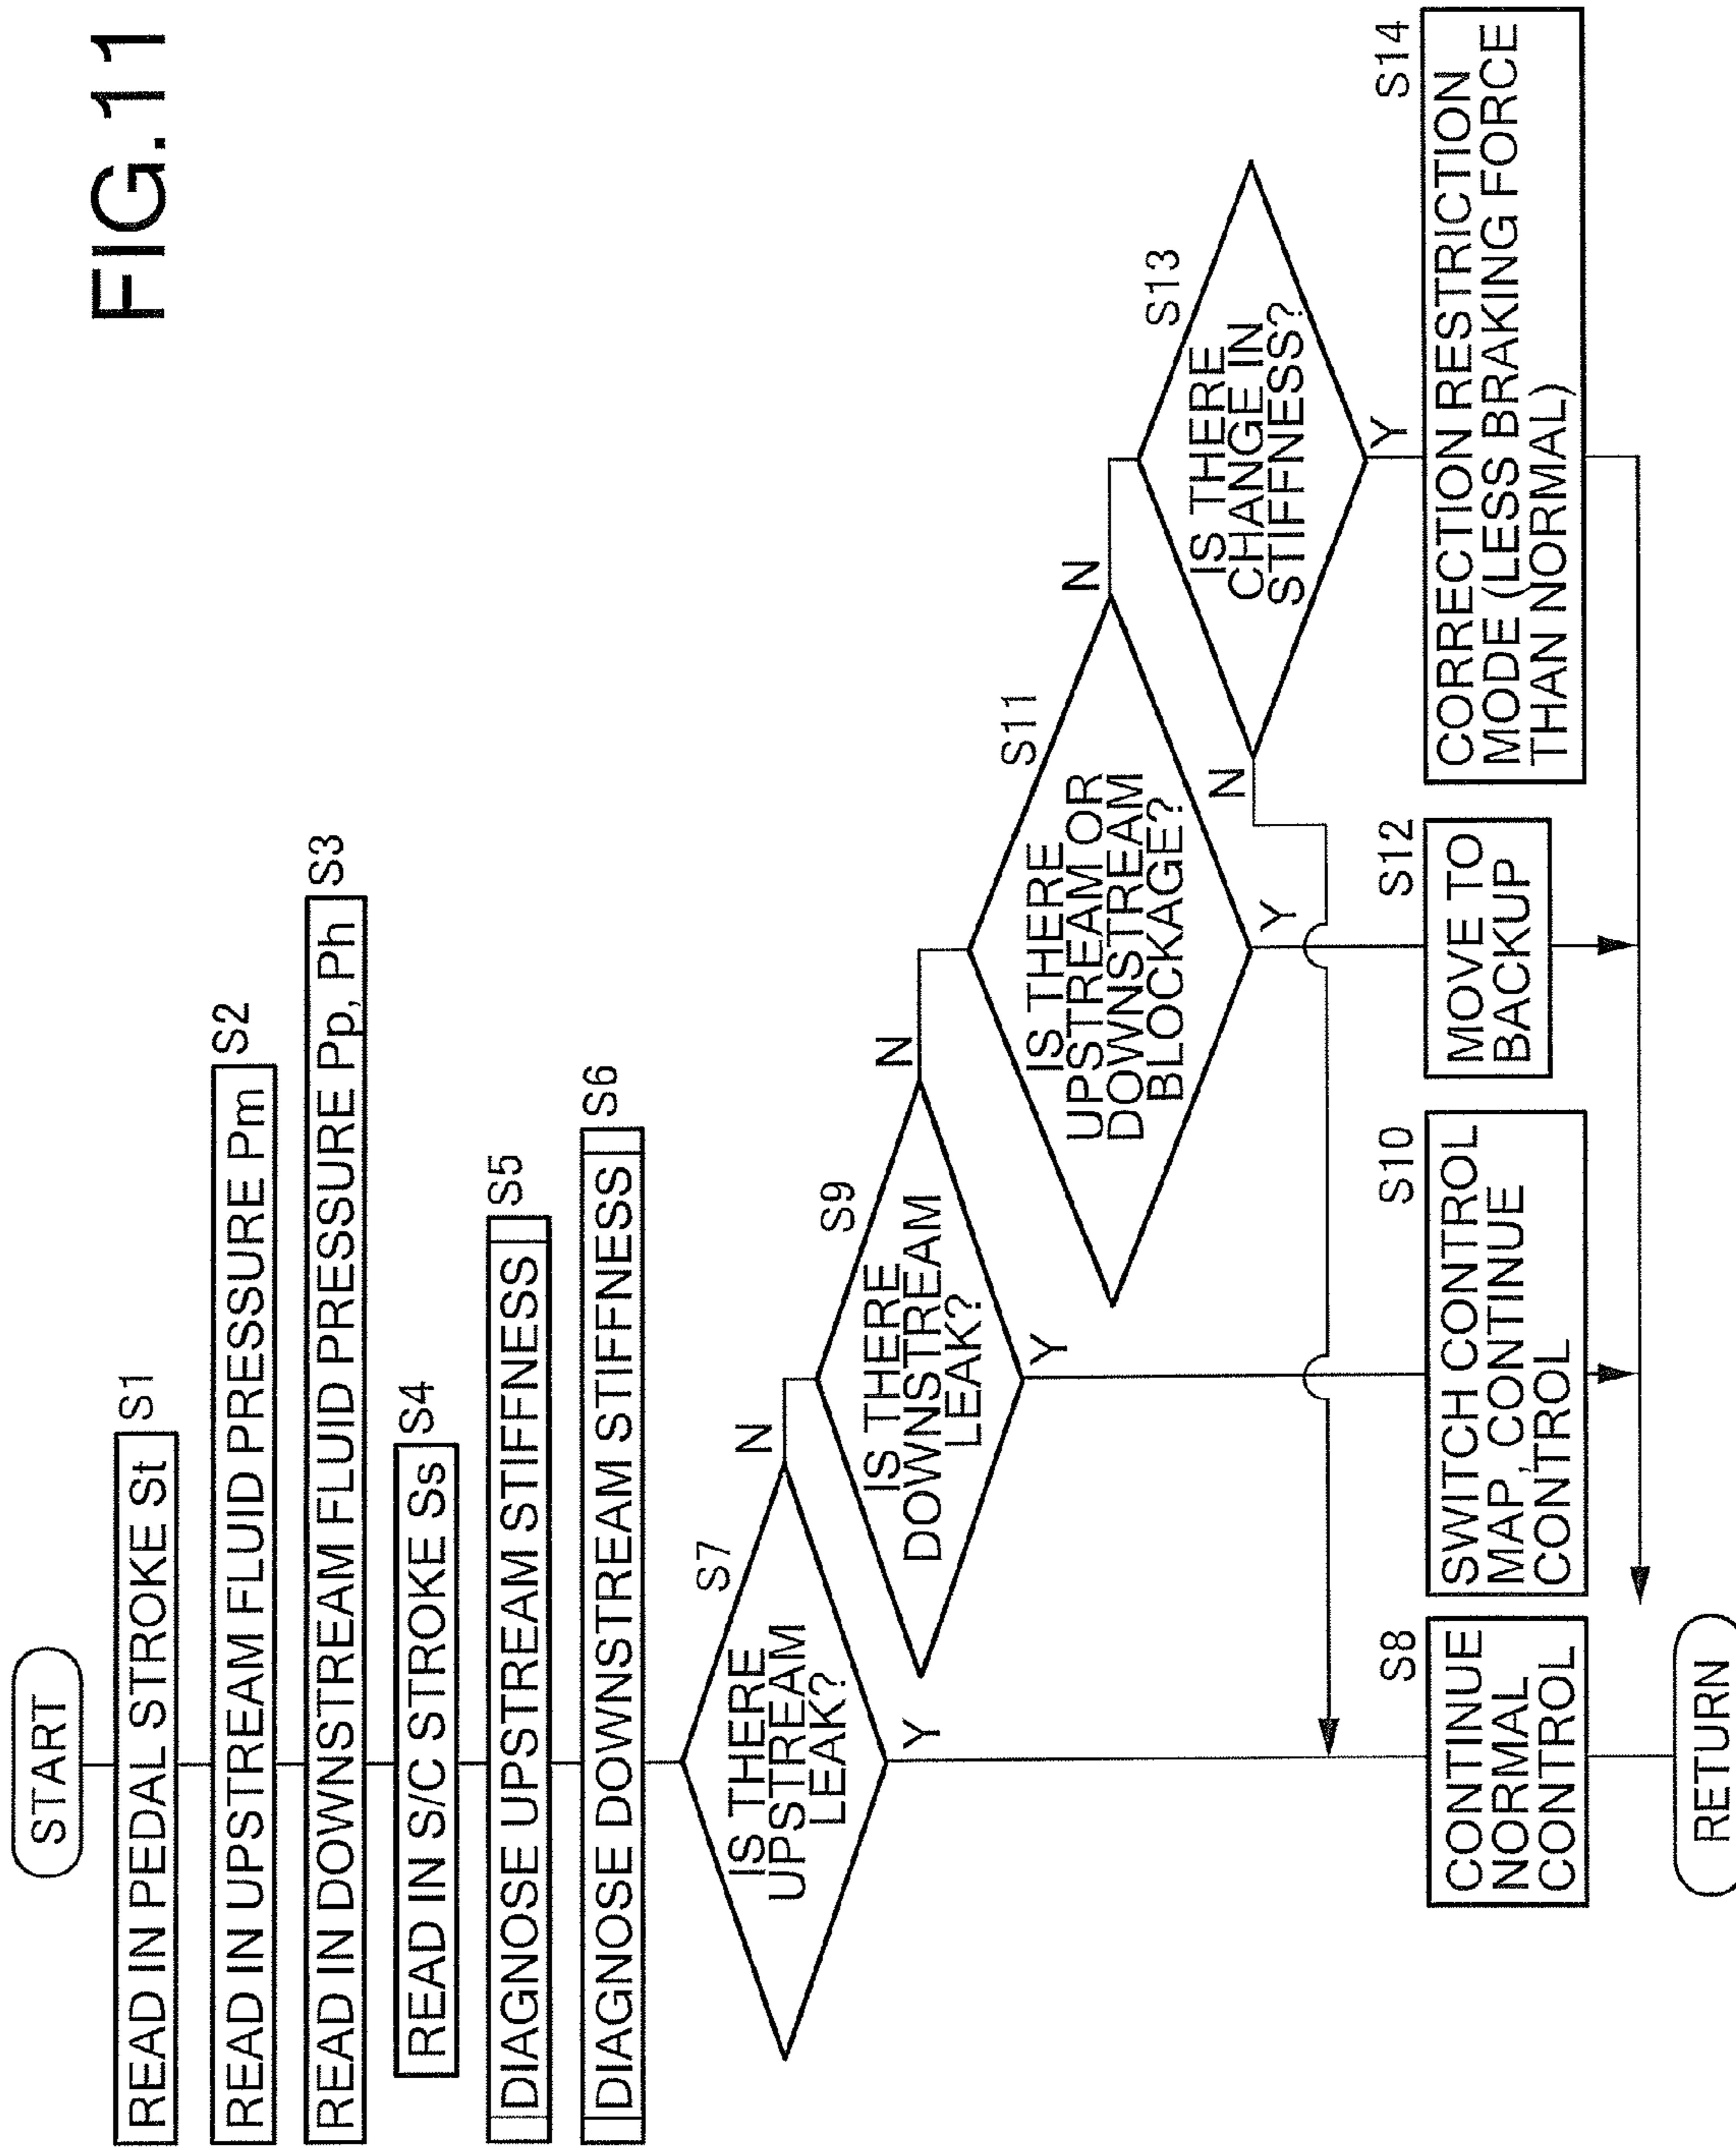 FIG.11
START
READ IN PEDAL STROKE St
S1
READ IN UPSTREAM FLUID PRESSURE Pm
S2
READ IN DOWNSTREAM FLUID PRESSURE Pp, Ph
S3
READ IN S/C STROKE Ss
S4
DIAGNOSE UPSTREAM STIFFNESS
S5
DIAGNOSE DOWNSTREAM STIFFNESS
S6
S7
IS THERE
UPSTREAM
LEAK?
N
Y
S9
IS THERE
DOWNSTREAM
LEAK?
N
Y
S11
IS THERE
UPSTREAM OR
DOWNSTREAM
BLOCKAGE?
N
Y
S13
IS THERE
CHANGE IN
STIFFNESS?
N
Y
S8
CONTINUE
NORMAL
CONTROL
S10
SWITCH CONTROL
MAP, CONTINUE
CONTROL
S12
MOVE TO
BACKUP
S14
CORRECTION RESTRICTION
MODE (LESS BRAKING FORCE
THAN NORMAL)
RETURN